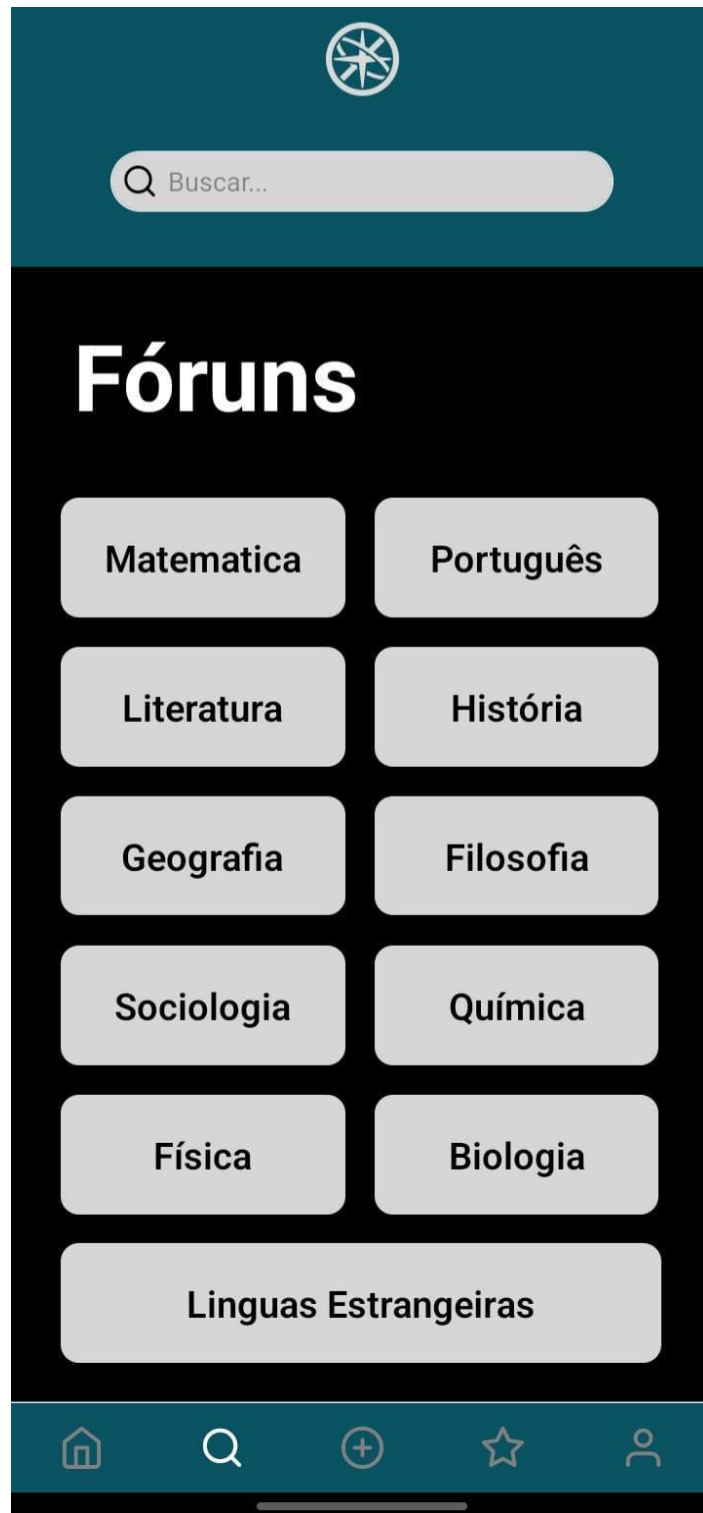 Buscar...
Fóruns
Matematica
Português
Literatura
História
Geografia
Filosofia
Sociologia
Química
Física
Biologia
Linguas Estrangeiras